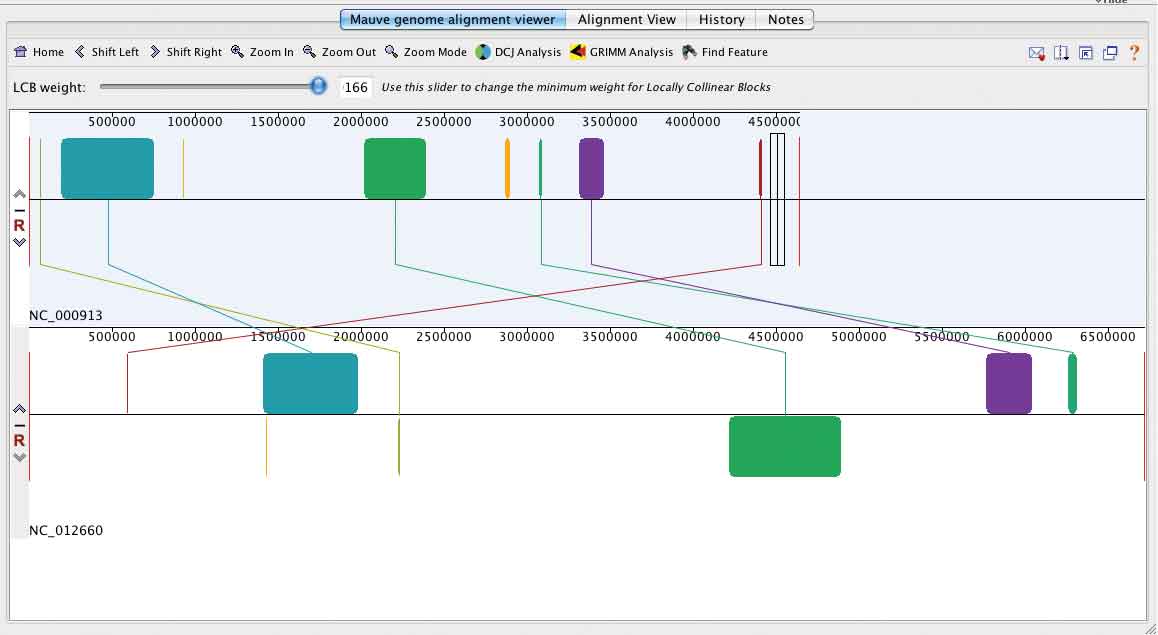 Mauve genome alignment viewer Alignment View History Notes
Home Shift Left Shift Right Zoom In Zoom Out Zoom Mode DCJ Analysis GRIMM Analysis Find Feature ?
LCB weight: 166 Use this slider to change the minimum weight for Locally Collinear Blocks
500000 1000000 1500000 2000000 2500000 3000000 3500000 4000000 4500000
R
NC_000913
500000 1000000 1500000 2000000 2500000 3000000 3500000 4000000 4500000 5000000 5500000 6000000 6500000
R
NC_012660